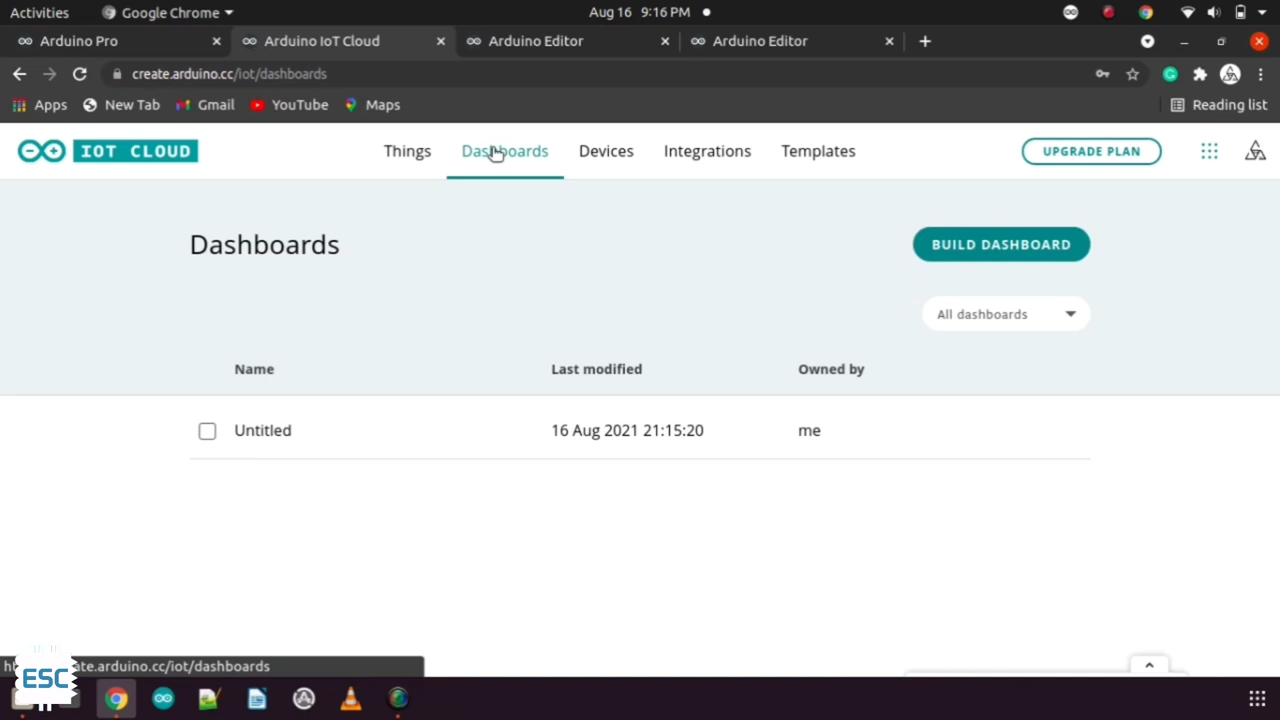 Activities
Google Chrome
Aug 16 9:16 PM
Arduino Pro
Arduino IoT Cloud
Arduino Editor
Arduino Editor
create.arduino.cc/iot/dashboards
Apps
New Tab
Gmail
YouTube
Maps
Reading list
IOT CLOUD
Things
Dashboards
Devices
Integrations
Templates
UPGRADE PLAN
Dashboards
BUILD DASHBOARD
All dashboards
Name
Last modified
Owned by
Untitled
16 Aug 2021 21:15:20
me
ate.arduino.cc/iot/dashboards
ESC